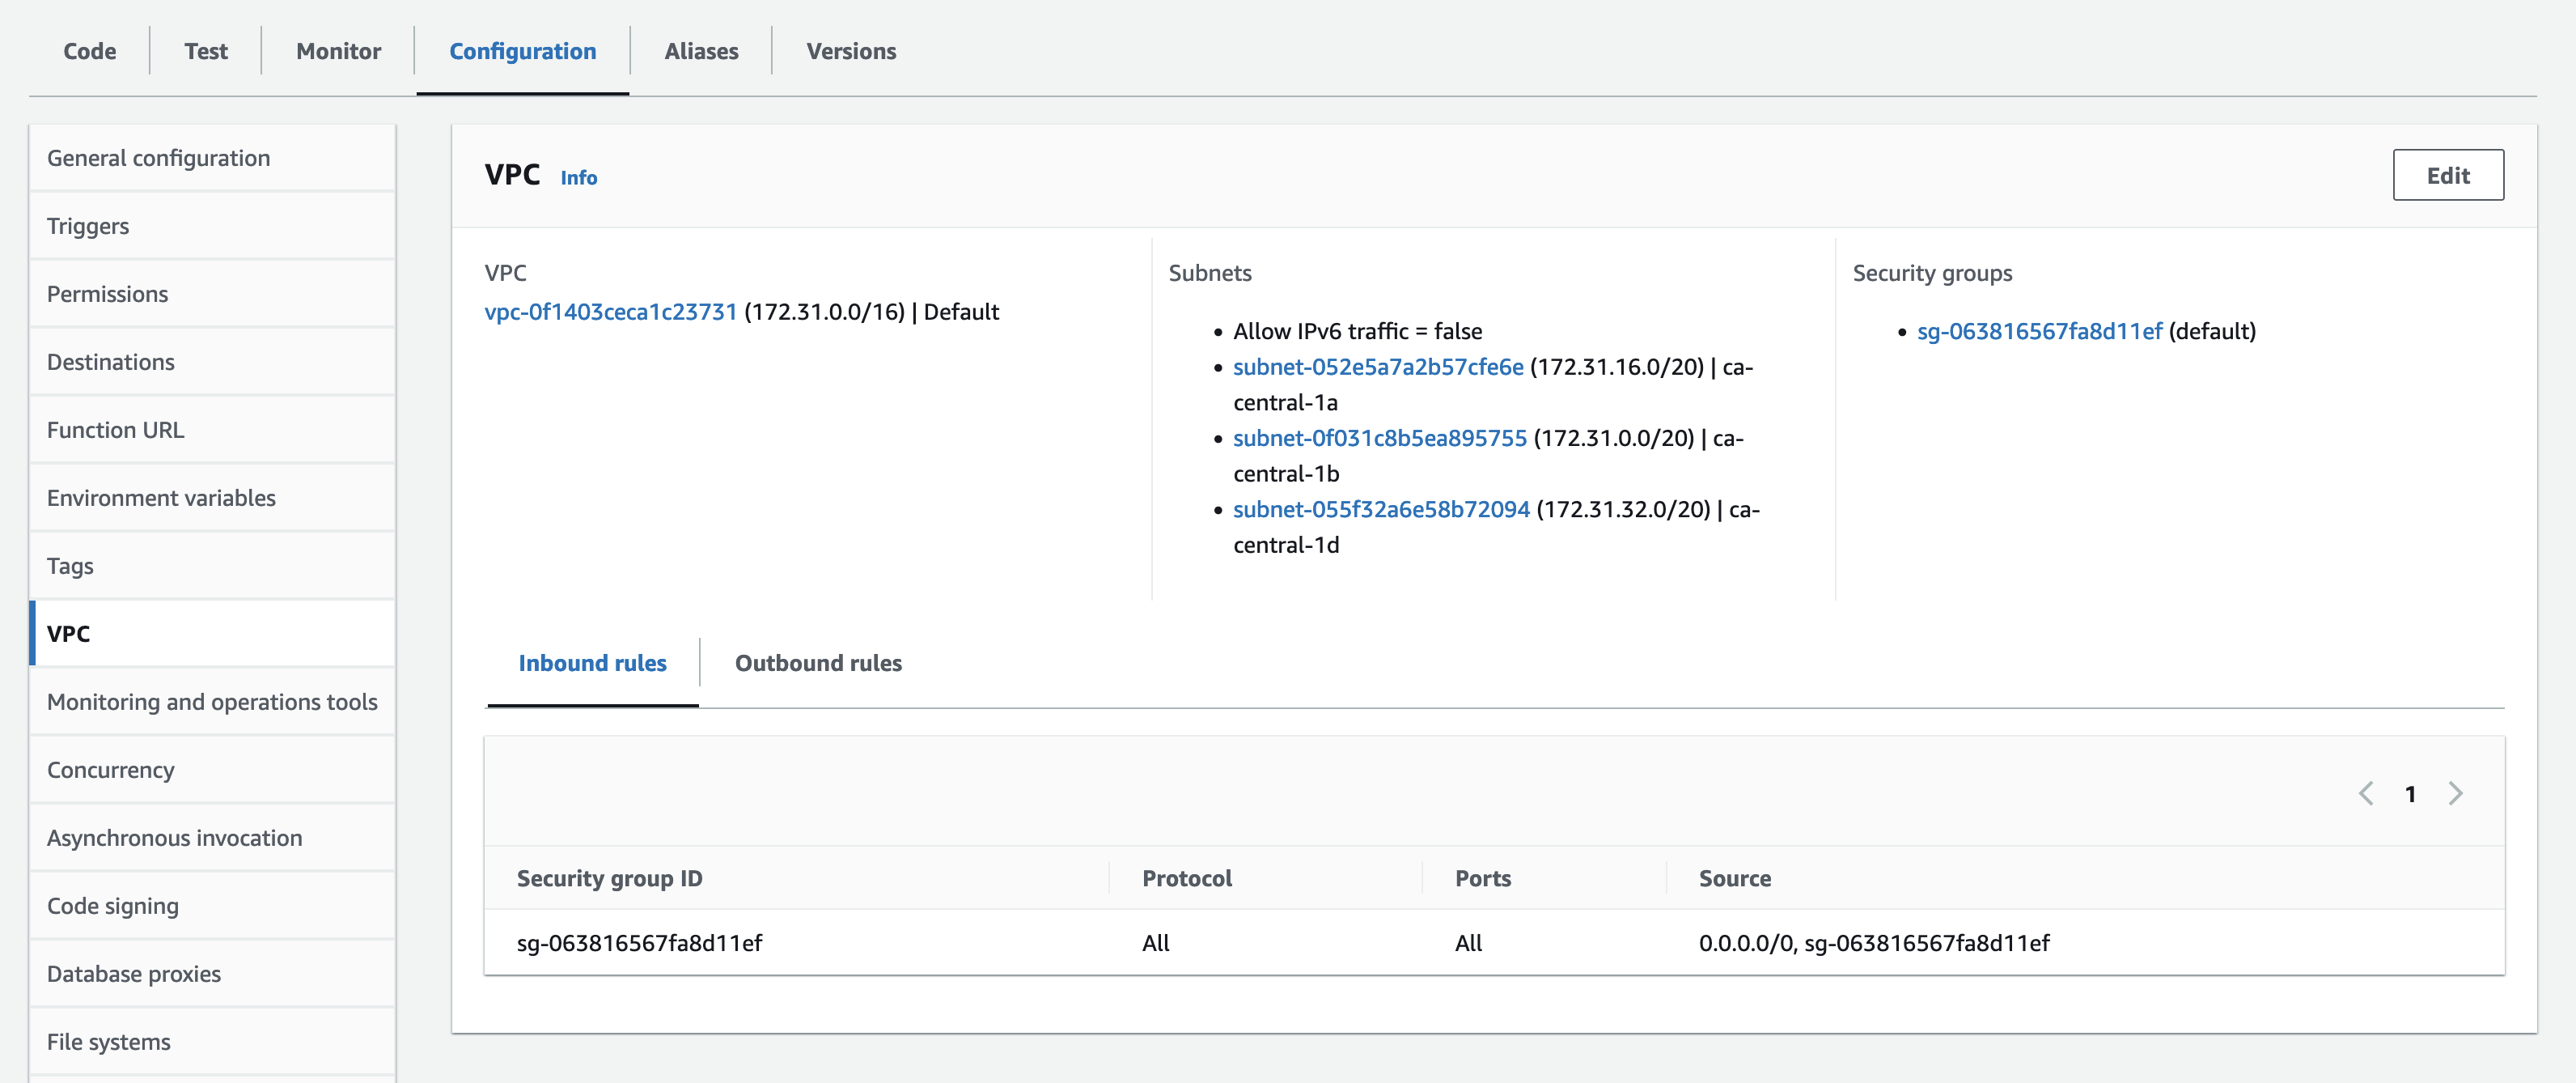 Code
Test
Monitor
Configuration
Aliases
Versions
General configuration
Triggers
Permissions
Destinations
Function URL
Environment variables
Tags
VPC
Monitoring and operations tools
Concurrency
Asynchronous invocation
Code signing
Database proxies
File systems
VPC Info
Edit
VPC
vpc-0f1403ceca1c23731 (172.31.0.0/16) | Default
Subnets
• Allow IPv6 traffic = false
• subnet-052e5a7a2b57cfe6e (172.31.16.0/20) | ca-
central-1a
• subnet-0f031c8b5ea895755 (172.31.0.0/20) | ca-
central-1b
• subnet-055f32a6e58b72094 (172.31.32.0/20) | ca-
central-1d
Security groups
• sg-063816567fa8d11ef (default)
Inbound rules
Outbound rules
1
Security group ID
Protocol
Ports
Source
sg-063816567fa8d11ef
All
All
0.0.0.0/0, sg-063816567fa8d11ef